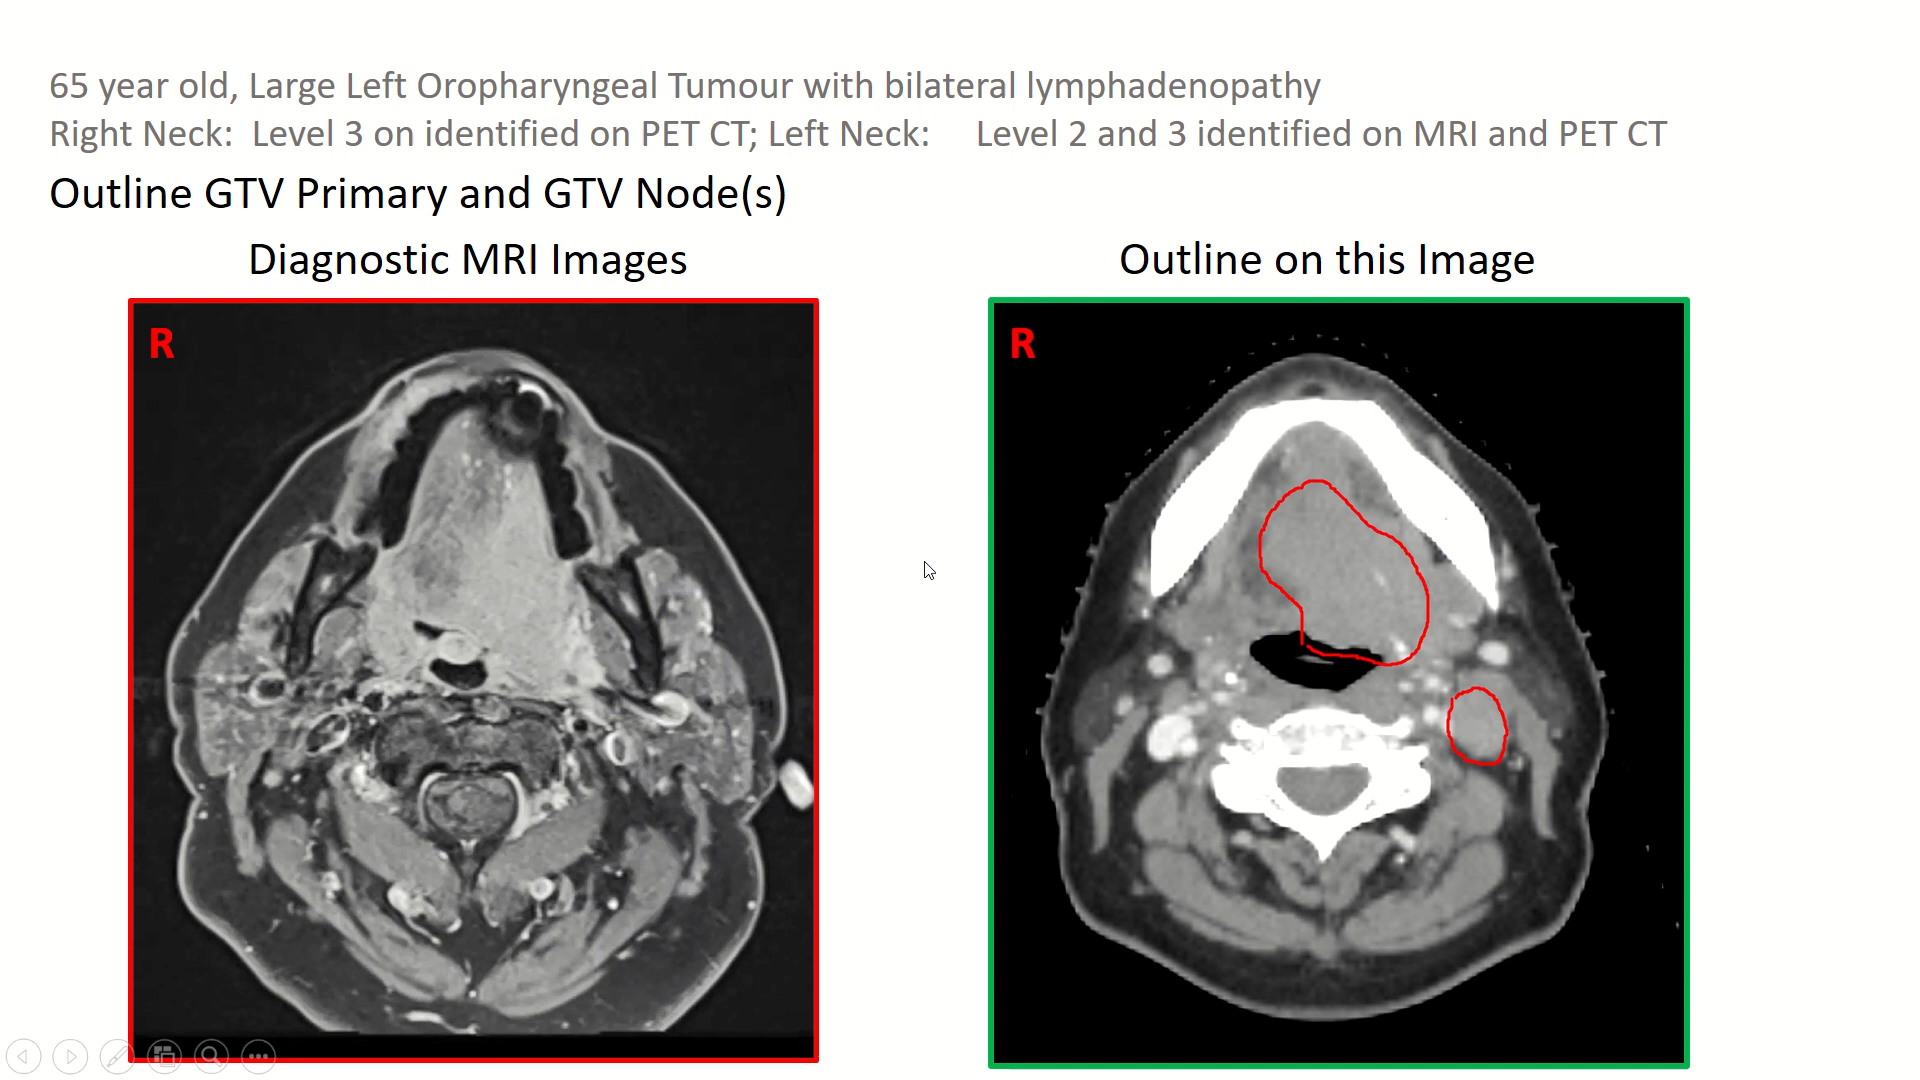 65 year old, Large Left Oropharyngeal Tumour with bilateral lymphadenopathy
Right Neck: Level 3 on identified on PET CT; Left Neck: Level 2 and 3 identified on MRI and PET CT
Outline GTV Primary and GTV Node(s)
Diagnostic MRI Images
Outline on this Image
R
R